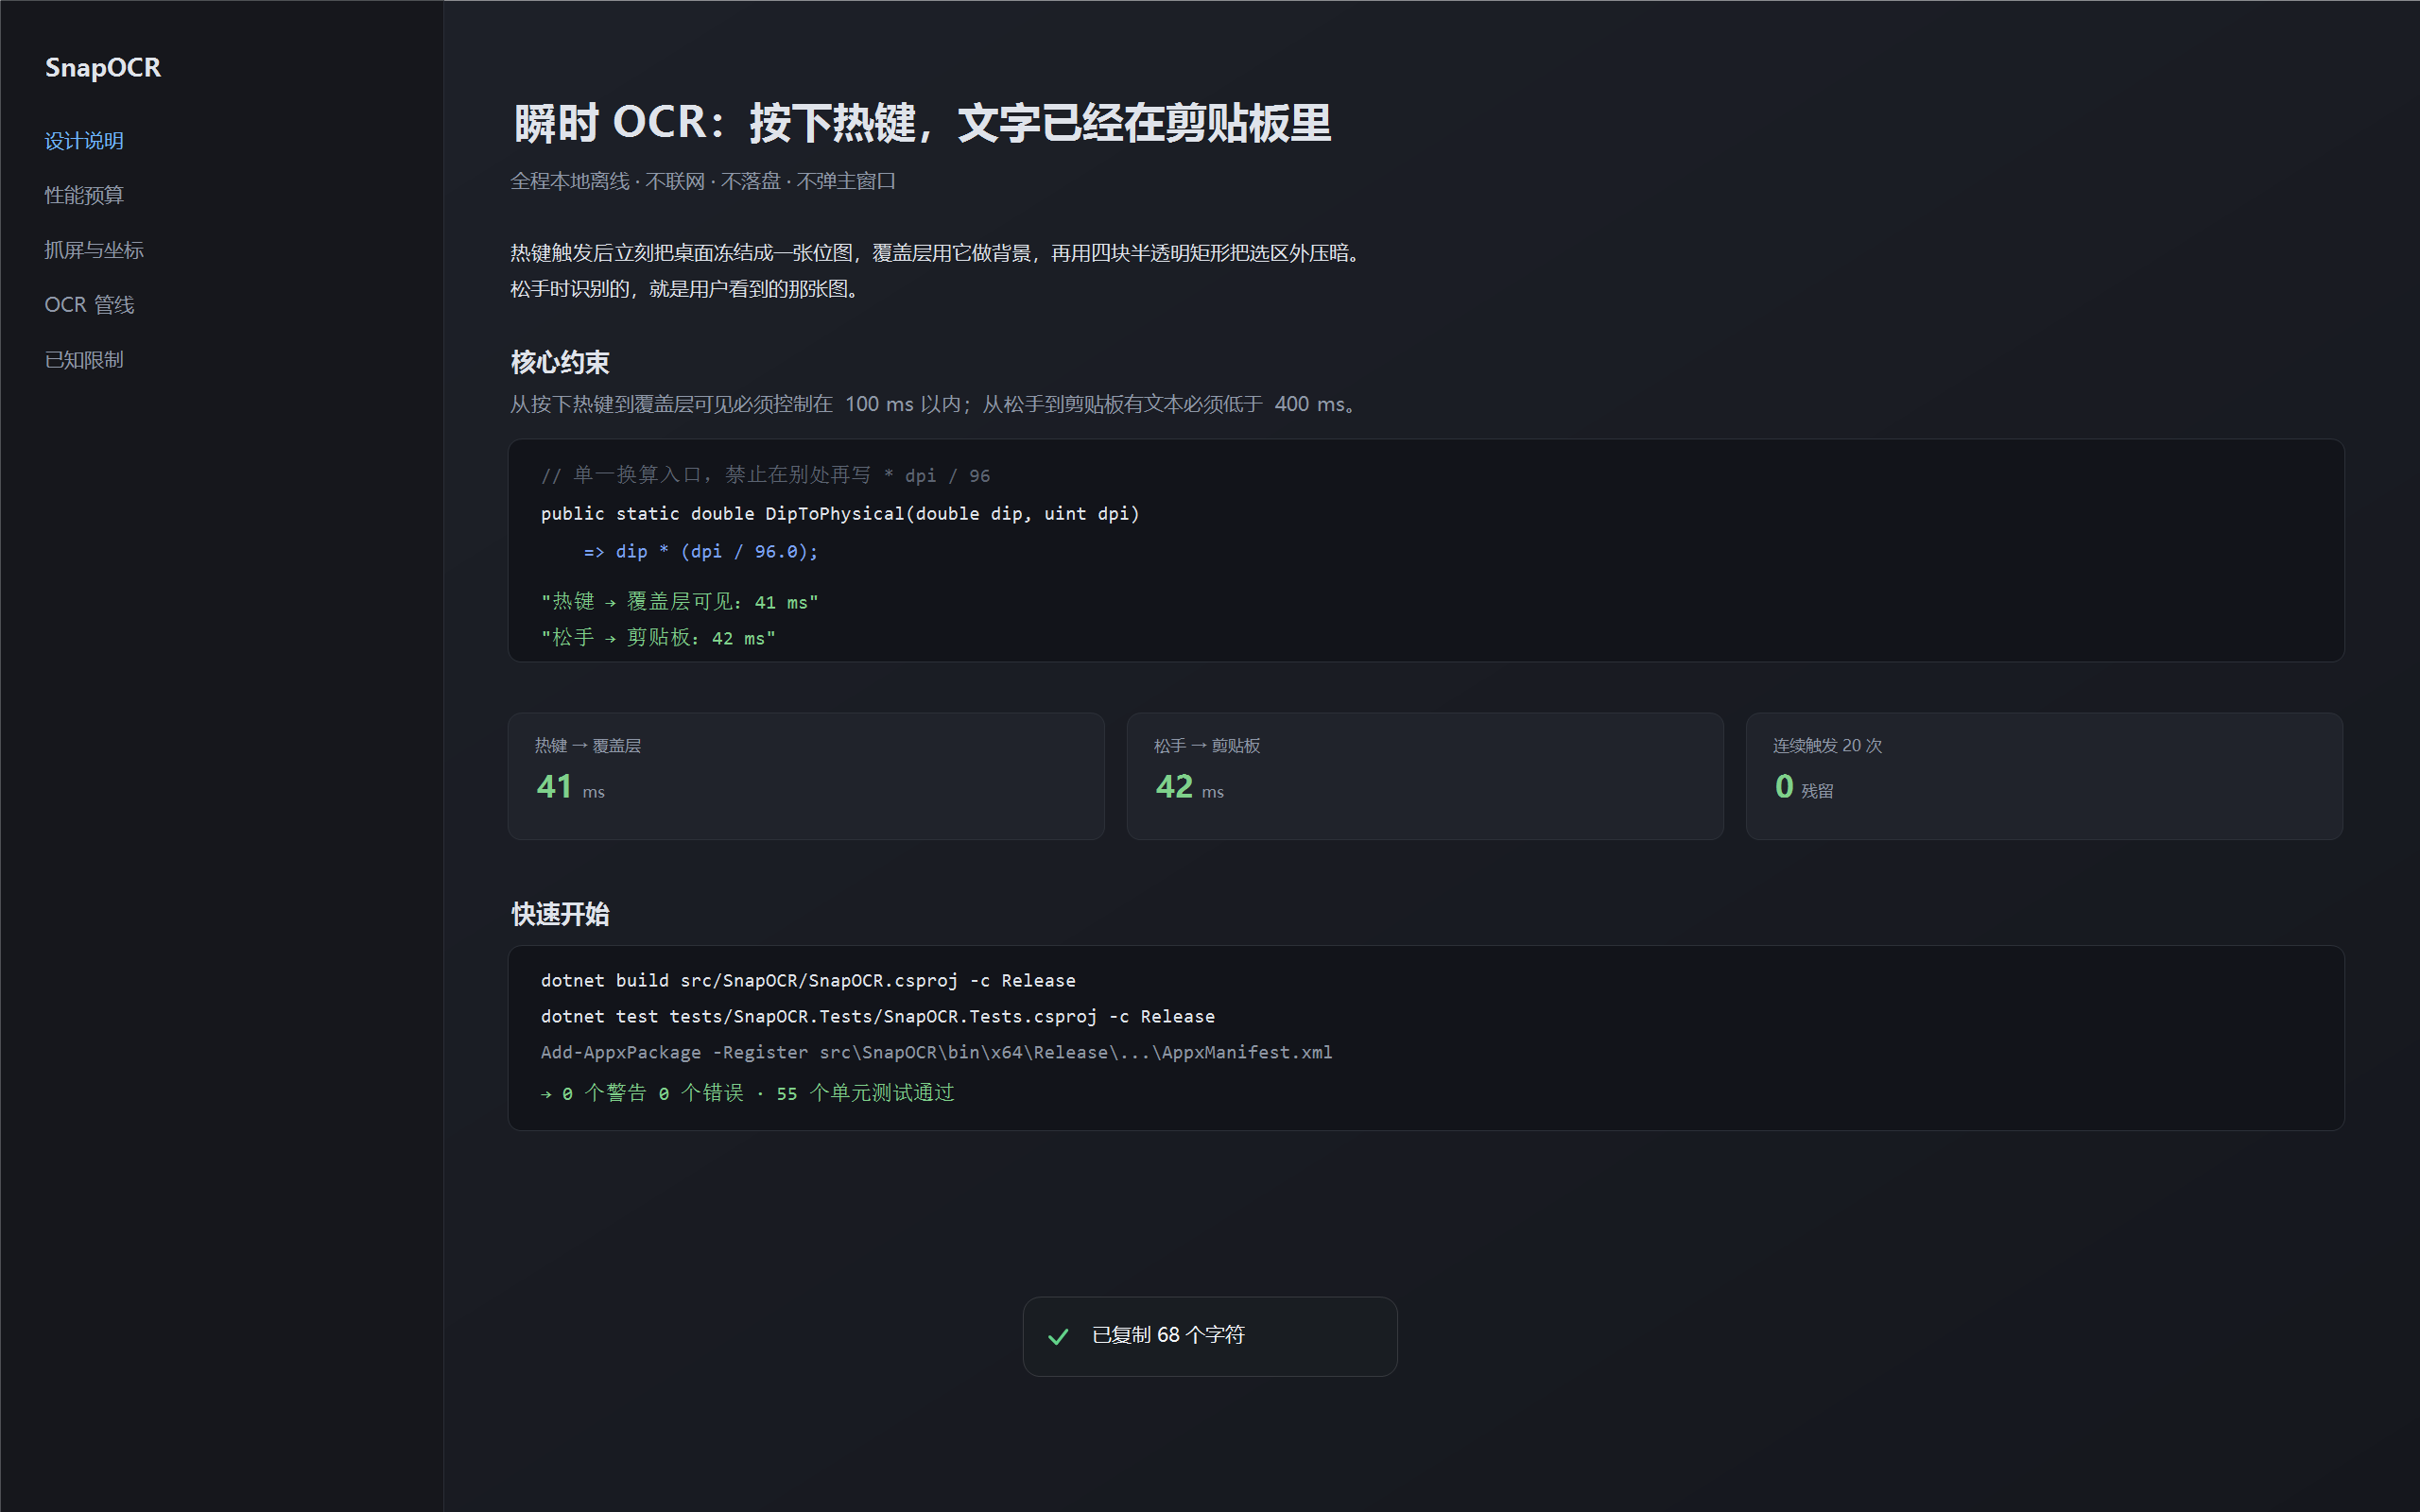 SnapOCR
设计说明
性能预算
抓屏与坐标
OCR 管线
已知限制
瞬时 OCR：按下热键，文字已经在剪贴板里
全程本地离线 · 不联网 · 不落盘 · 不弹主窗口
热键触发后立刻把桌面冻结成一张位图，覆盖层用它做背景，再用四块半透明矩形把选区外压暗。
松手时识别的，就是用户看到的那张图。
核心约束
从按下热键到覆盖层可见必须控制在 100 ms 以内；从松手到剪贴板有文本必须低于 400 ms。
// 单一换算入口，禁止在别处再写 * dpi / 96
public static double DipToPhysical(double dip, uint dpi)
    => dip * (dpi / 96.0);
"热键 → 覆盖层可见：41 ms"
"松手 → 剪贴板：42 ms"
热键 → 覆盖层
41 ms
松手 → 剪贴板
42 ms
连续触发 20 次
0 残留
快速开始
dotnet build src/SnapOCR/SnapOCR.csproj -c Release
dotnet test tests/SnapOCR.Tests/SnapOCR.Tests.csproj -c Release
Add-AppxPackage -Register src\SnapOCR\bin\x64\Release\...\AppxManifest.xml
→ 0 个警告 0 个错误 · 55 个单元测试通过
已复制 68 个字符